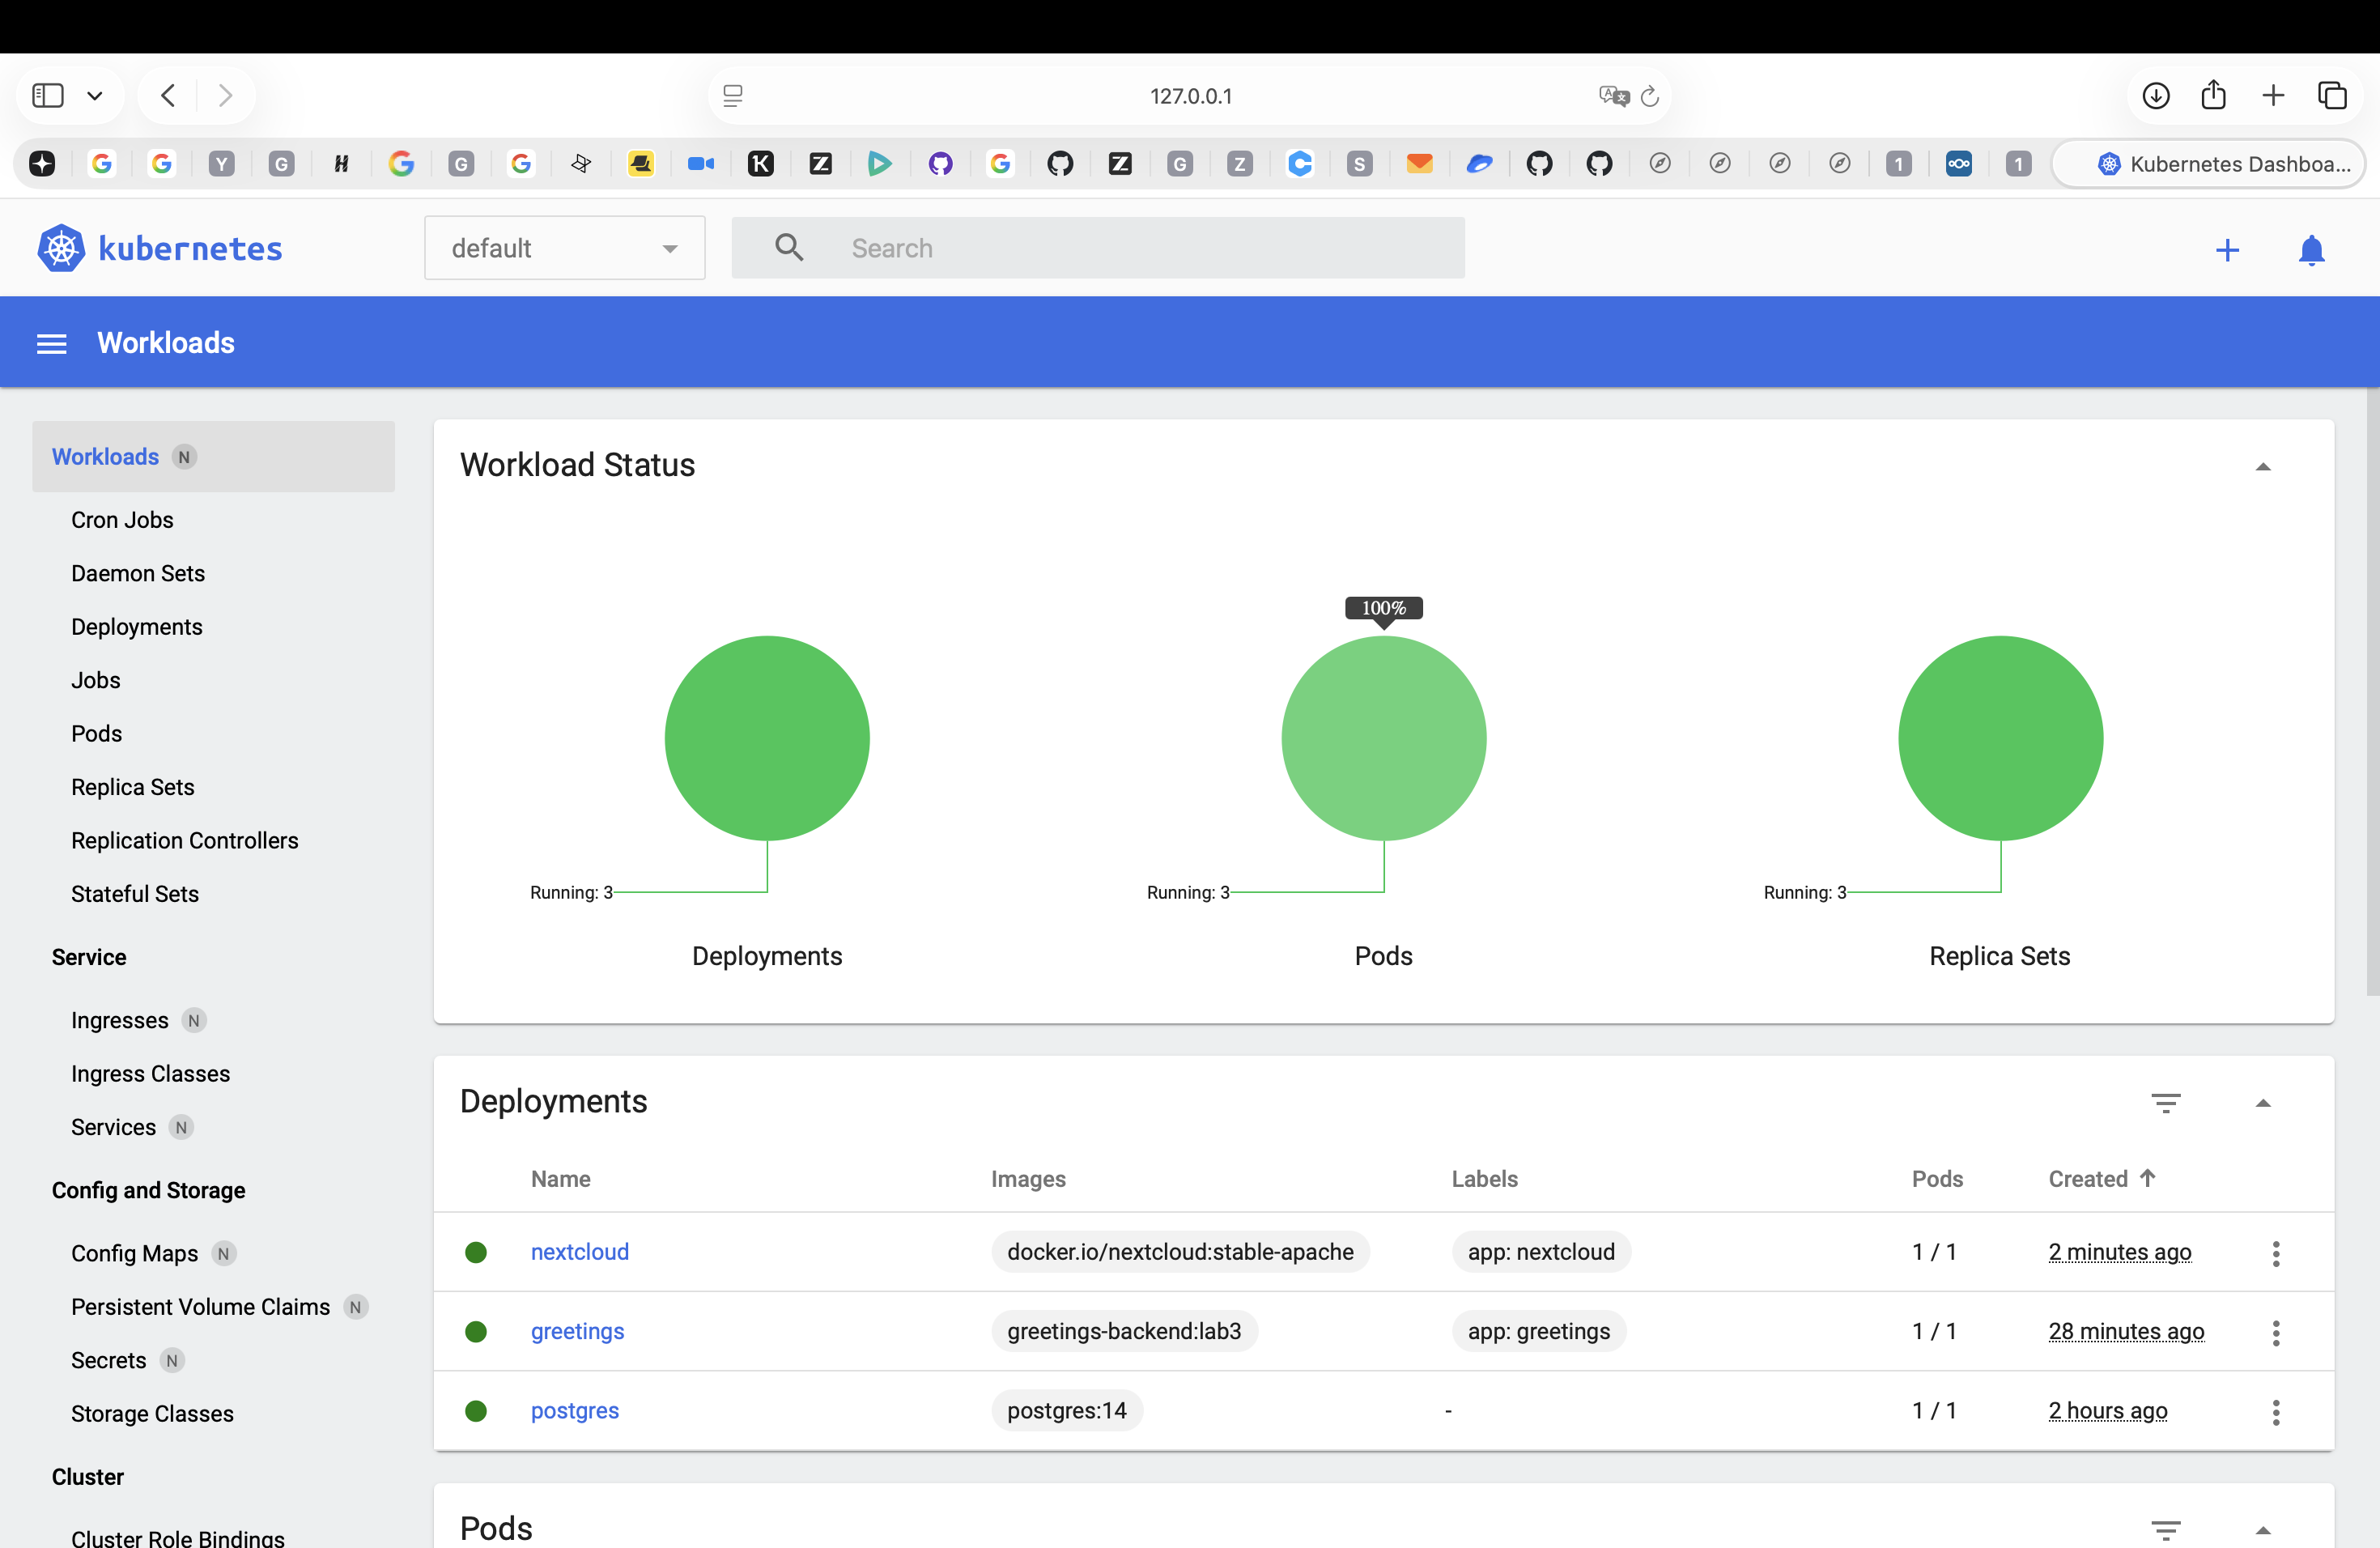 127.0.0.1
Y G H G K Z G Z C S 1 1 Kubernetes Dashboa...
kubernetes
default
Search
Workloads
Workloads N
Cron Jobs
Daemon Sets
Deployments
Jobs
Pods
Replica Sets
Replication Controllers
Stateful Sets
Service
Ingresses N
Ingress Classes
Services N
Config and Storage
Config Maps N
Persistent Volume Claims N
Secrets N
Storage Classes
Cluster
Cluster Role Bindings
Workload Status
100%
Running: 3
Deployments
Running: 3
Pods
Running: 3
Replica Sets
Deployments
Name Images Labels Pods Created
nextcloud docker.io/nextcloud:stable-apache app: nextcloud 1 / 1 2 minutes ago
greetings greetings-backend:lab3 app: greetings 1 / 1 28 minutes ago
postgres postgres:14 - 1 / 1 2 hours ago
Pods